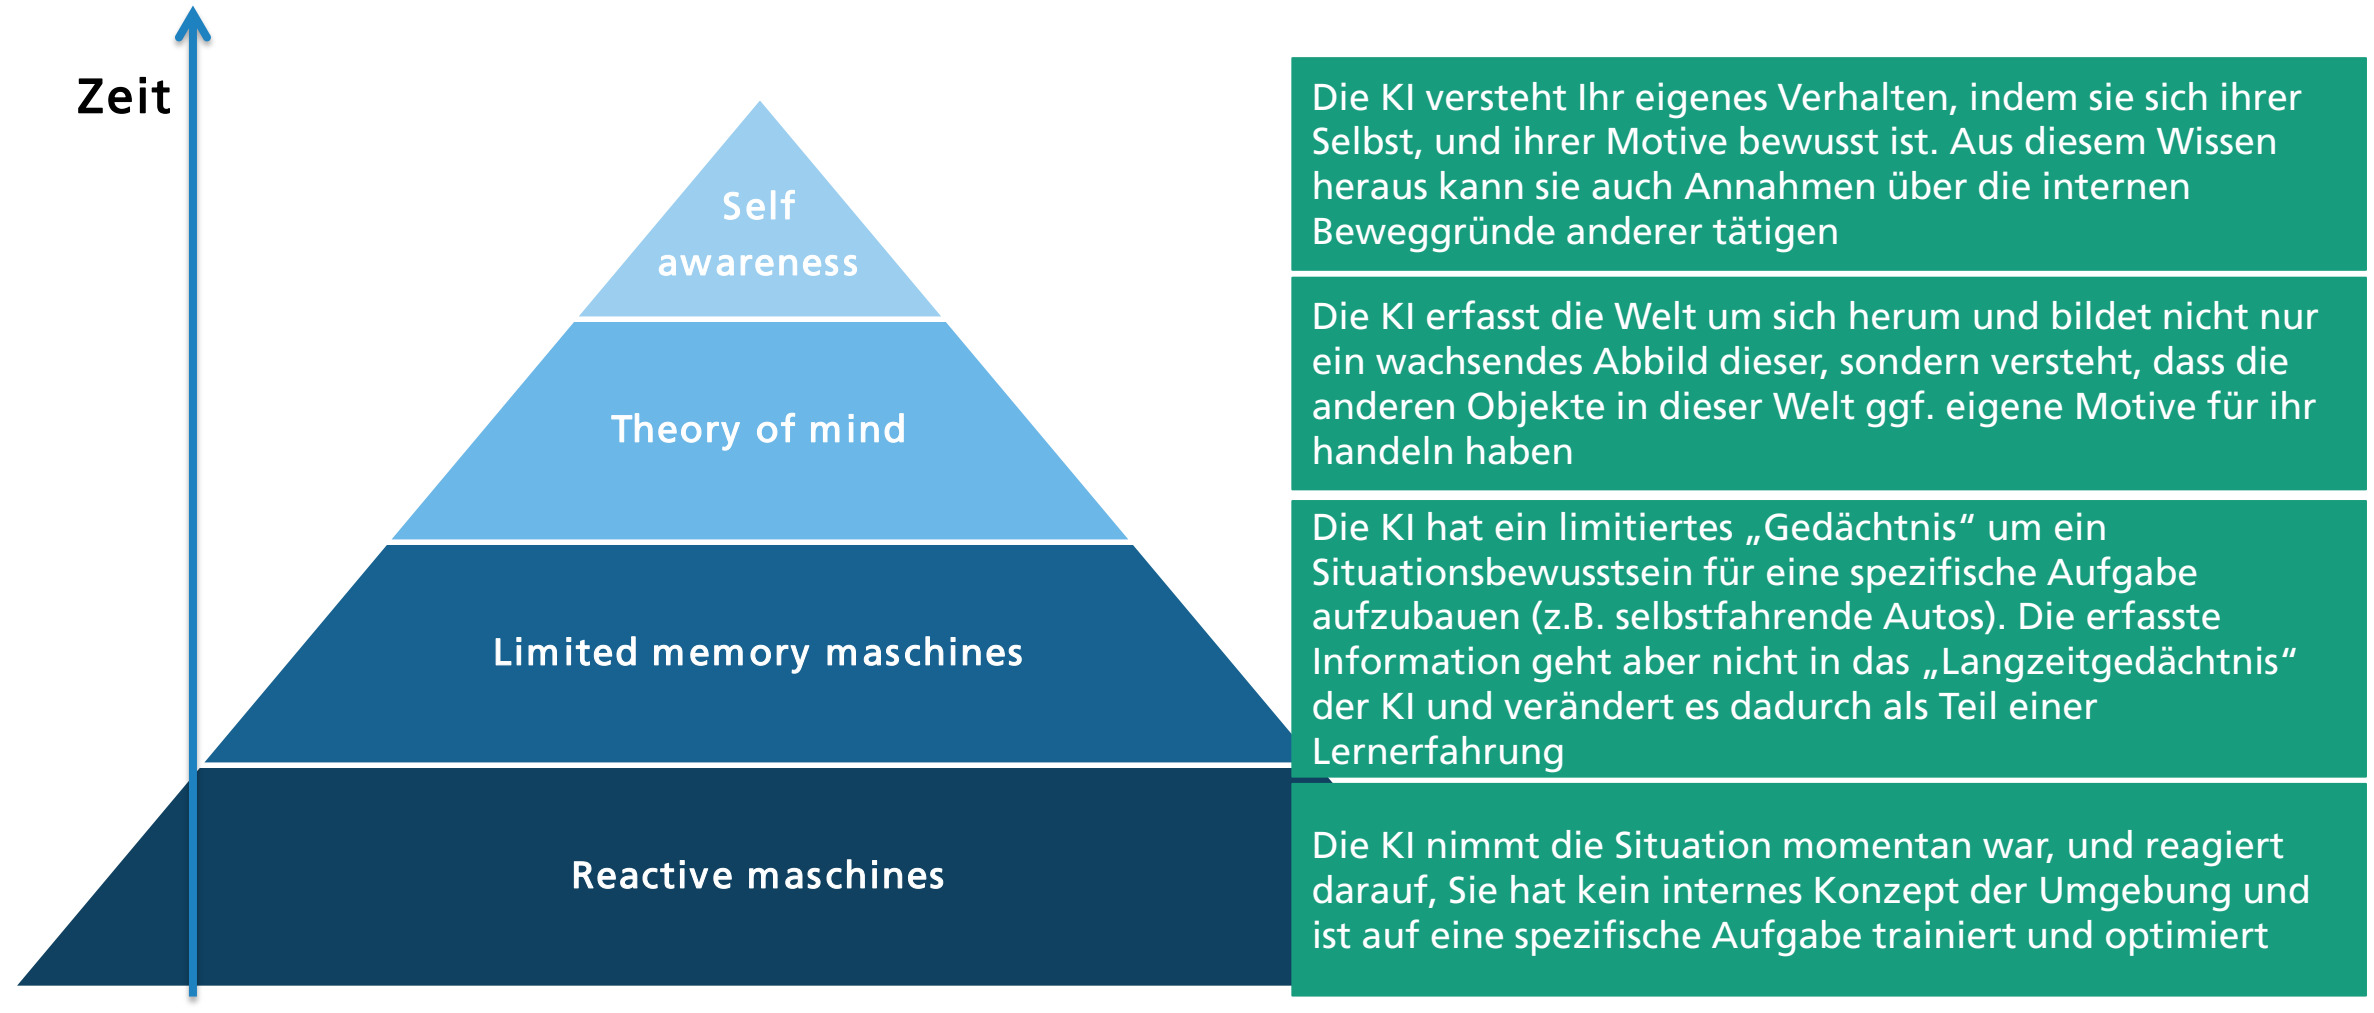 Zeit
Self
awareness
Die KI versteht Ihr eigenes Verhalten, indem sie sich ihrer
Selbst, und ihrer Motive bewusst ist. Aus diesem Wissen
heraus kann sie auch Annahmen über die internen
Beweggründe anderer tätigen
Theory of mind
Die KI erfasst die Welt um sich herum und bildet nicht nur
ein wachsendes Abbild dieser, sondern versteht, dass die
anderen Objekte in dieser Welt ggf. eigene Motive für ihr
handeln haben
Limited memory maschines
Die KI hat ein limitiertes „Gedächtnis“ um ein
Situationsbewusstsein für eine spezifische Aufgabe
aufzubauen (z.B. selbstfahrende Autos). Die erfasste
Information geht aber nicht in das „Langzeitgedächtnis“
der KI und verändert es dadurch als Teil einer
Lernerfahrung
Reactive maschines
Die KI nimmt die Situation momentan war, und reagiert
darauf, Sie hat kein internes Konzept der Umgebung und
ist auf eine spezifische Aufgabe trainiert und optimiert